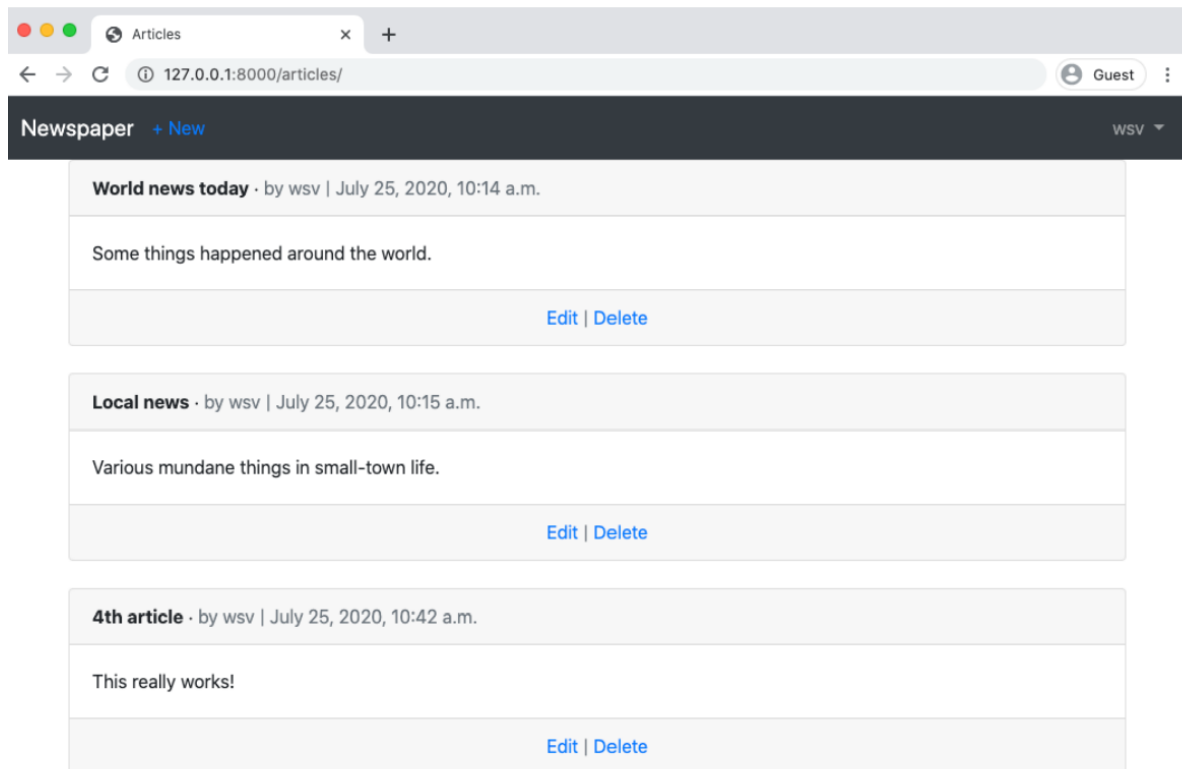 Articles
127.0.0.1:8000/articles/
Guest
Newspaper + New
wsv
World news today · by wsv | July 25, 2020, 10:14 a.m.
Some things happened around the world.
Edit | Delete
Local news · by wsv | July 25, 2020, 10:15 a.m.
Various mundane things in small-town life.
Edit | Delete
4th article · by wsv | July 25, 2020, 10:42 a.m.
This really works!
Edit | Delete